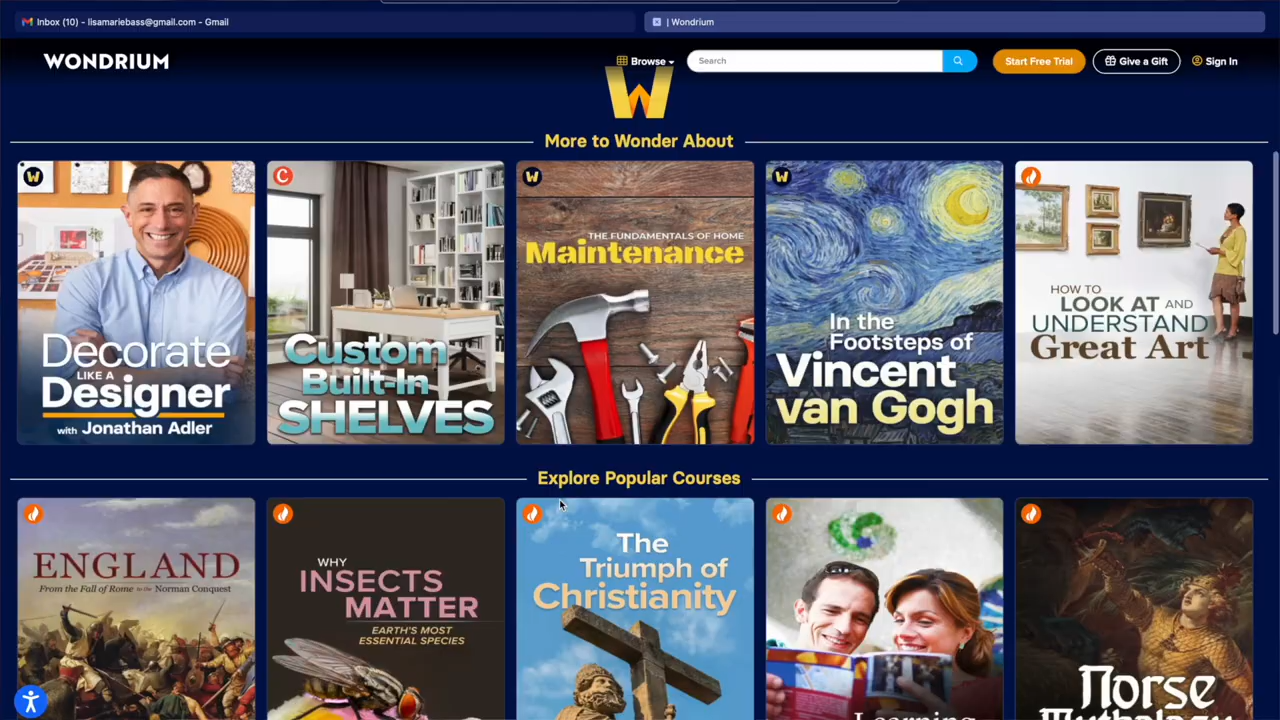 Inbox (10) - lisamariebass@gmail.com - Gmail
| Wondrium
WONDRIUM
Browse
Search
Start Free Trial
Give a Gift
Sign In
W
More to Wonder About
W
Decorate
LIKE A
Designer
with Jonathan Adler
C
Custom
Built-In
SHELVES
W
THE FUNDAMENTALS OF HOME
Maintenance
W
In the
Footsteps of
Vincent
van Gogh
HOW TO
LOOK AT AND
UNDERSTAND
Great Art
Explore Popular Courses
ENGLAND
From the Fall of Rome to the Norman Conquest
WHY
INSECTS
MATTER
EARTH'S MOST
ESSENTIAL SPECIES
The
Triumph of
Christianity
Learning
Norse
Mythology